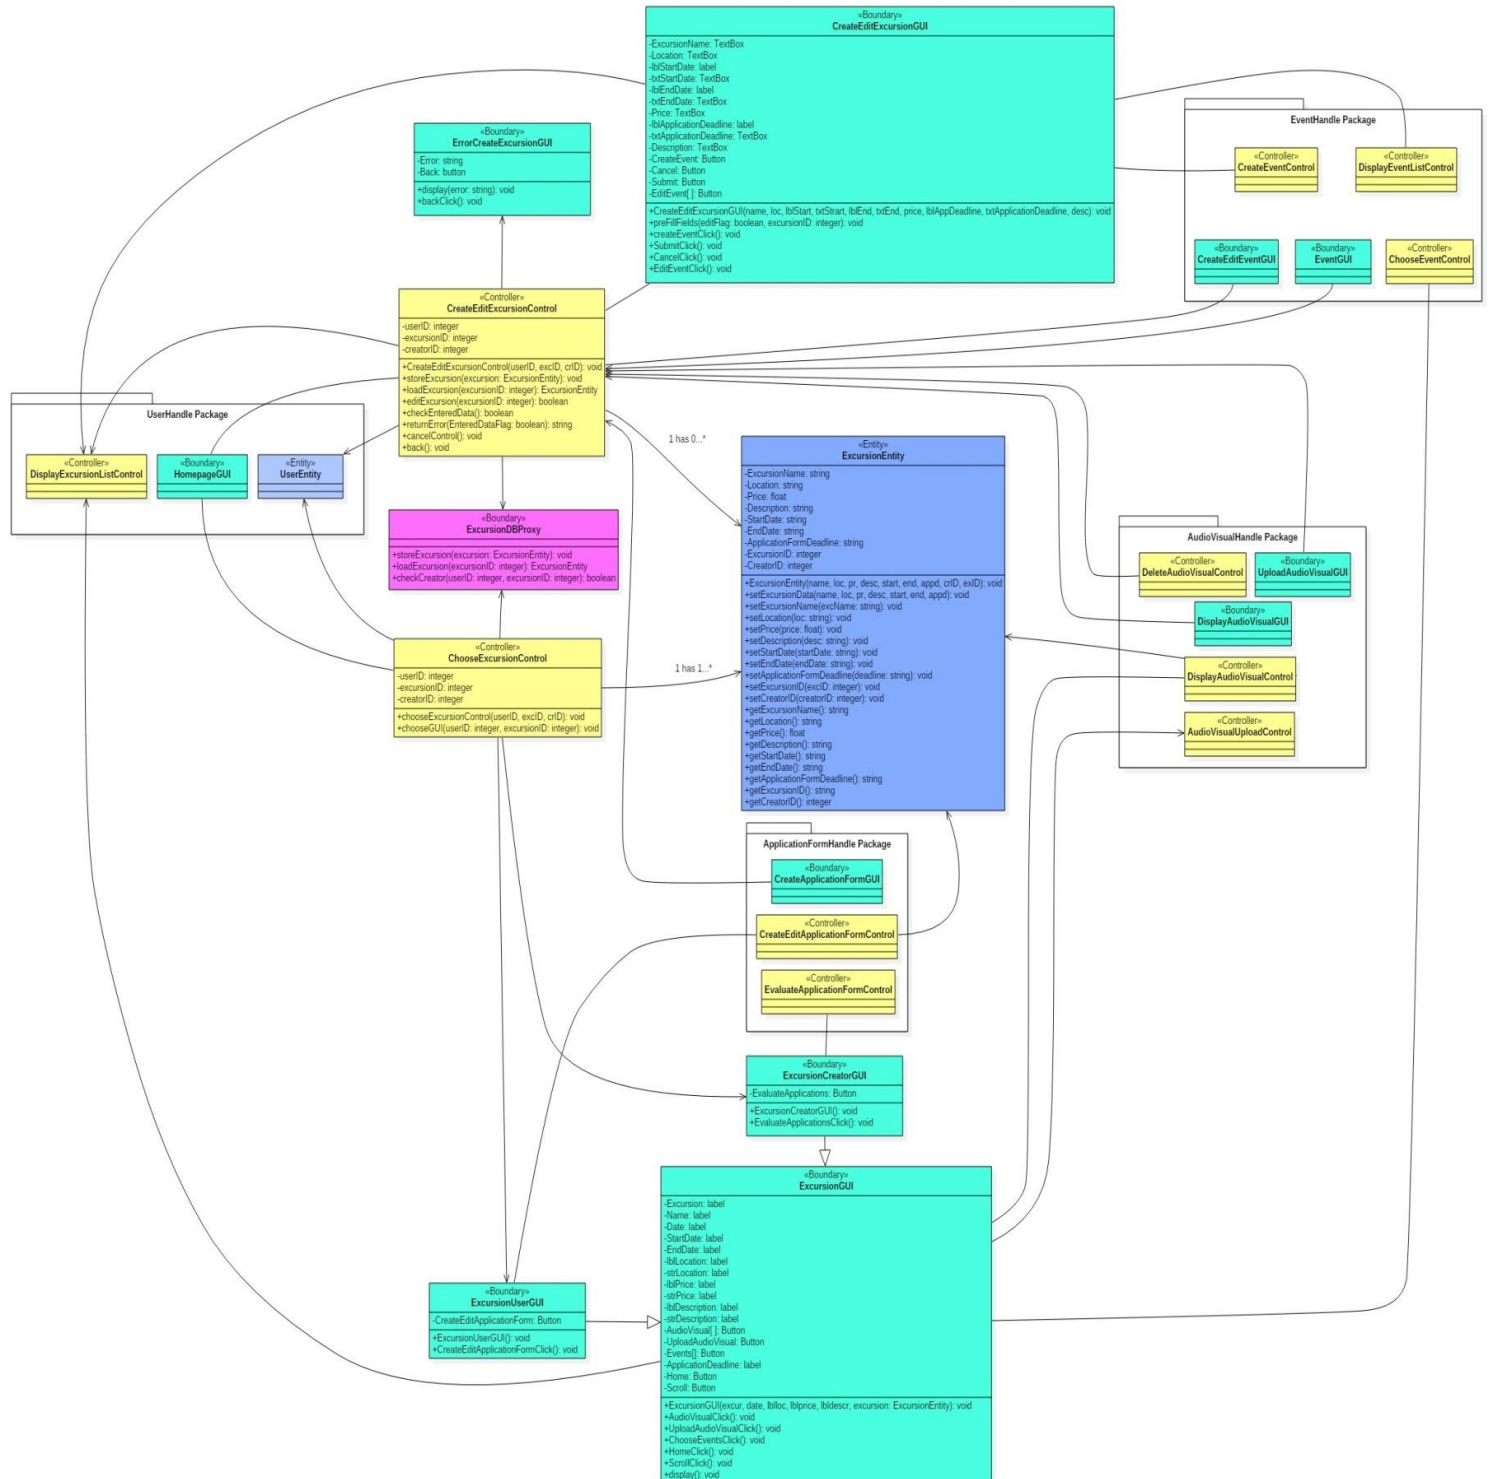 «Boundary»
CreateEditExcursionGUI
-ExcursionName: TextBox
-Location: TextBox
-lblStartDate: label
-txtStartDate: TextBox
-lblEndDate: label
-txtEndDate: TextBox
-Price: TextBox
-lblApplicationDeadline: label
-txtApplicationDeadline: TextBox
-Description: TextBox
-CreateEvent: Button
-Cancel: Button
-Submit: Button
-EditEvent[ ]: Button
+CreateEditExcursionGUI(name, loc, lblStart, txtStrart, lblEnd, txtEnd, price, lblAppDeadline, txtApplicationDeadline, desc): void
+preFillFields(editFlag: boolean, excursionID: integer): void
+createEventClick(): void
+SubmitClick(): void
+CancelClick(): void
+EditEventClick(): void
EventHandle Package
«Controller»
CreateEventControl
«Controller»
DisplayEventListControl
«Boundary»
CreateEditEventGUI
«Boundary»
EventGUI
«Controller»
ChooseEventControl
«Boundary»
ErrorCreateExcursionGUI
-Error: string
-Back: button
+display(error: string): void
+backClick(): void
«Controller»
CreateEditExcursionControl
-userID: integer
-excursionID: integer
-creatorID: integer
+CreateEditExcursionControl(userID, excID, crID): void
+storeExcursion(excursion: ExcursionEntity): void
+loadExcursion(excursionID: integer): ExcursionEntity
+editExcursion(excursionID: integer): boolean
+checkEnteredData(): boolean
+returnError(EnteredDataFlag: boolean): string
+cancelControl(): void
+back(): void
UserHandle Package
«Controller»
DisplayExcursionListControl
«Boundary»
HomepageGUI
«Entity»
UserEntity
1 has 0...*
«Boundary»
ExcursionDBProxy
+storeExcursion(excursion: ExcursionEntity): void
+loadExcursion(excursionID: integer): ExcursionEntity
+checkCreator(userID: integer, excursionID: integer): boolean
«Entity»
ExcursionEntity
-ExcursionName: string
-Location: string
-Price: float
-Description: string
-StartDate: string
-EndDate: string
-ApplicationFormDeadline: string
-ExcursionID: integer
-CreatorID: integer
+ExcursionEntity(name, loc, pr, desc, start, end, appd, crID, exID): void
+setExcursionData(name, loc, pr, desc, start, end, appd): void
+setExcursionName(excName: string): void
+setLocation(loc: string): void
+setPrice(price: float): void
+setDescription(desc: string): void
+setStartDate(startDate: string): void
+setEndDate(endDate: string): void
+setApplicationFormDeadline(deadline: string): void
+setExcursionID(excID: integer): void
+setCreatorID(creatorID: integer): void
+getExcursionName(): string
+getLocation(): string
+getPrice(): float
+getDescription(): string
+getStartDate(): string
+getEndDate(): string
+getApplicationFormDeadline(): string
+getExcursionID(): string
+getCreatorID(): integer
AudioVisualHandle Package
«Controller»
DeleteAudioVisualControl
«Boundary»
UploadAudioVisualGUI
«Boundary»
DisplayAudioVisualGUI
«Controller»
DisplayAudioVisualControl
«Controller»
AudioVisualUploadControl
«Controller»
ChooseExcursionControl
-userID: integer
-excursionID: integer
-creatorID: integer
+chooseExcursionControl(userID, excID, crID): void
+chooseGUI(userID: integer, excursionID: integer): void
1 has 1...*
ApplicationFormHandle Package
«Boundary»
CreateApplicationFormGUI
«Controller»
CreateEditApplicationFormControl
«Controller»
EvaluateApplicationFormControl
«Boundary»
ExcursionCreatorGUI
-EvaluateApplications: Button
+ExcursionCreatorGUI(): void
+EvaluateApplicationsClick(): void
«Boundary»
ExcursionUserGUI
-CreateEditApplicationForm: Button
+ExcursionUserGUI(): void
+CreateEditApplicationFormClick(): void
«Boundary»
ExcursionGUI
-Excursion: label
-Name: label
-Date: label
-StartDate: label
-EndDate: label
-lblLocation: label
-strLocation: label
-lblPrice: label
-strPrice: label
-lblDescription: label
-strDescription: label
-AudioVisual[ ]: Button
-UploadAudioVisual: Button
-Events[]: Button
-ApplicationDeadline: label
-Home: Button
-Scroll: Button
+ExcursionGUI(excur, date, lblloc, lblprice, lbldescr, excursion: ExcursionEntity): void
+AudioVisualClick(): void
+UploadAudioVisualClick(): void
+ChooseEventsClick(): void
+HomeClick(): void
+ScrollClick(): void
+display(): void